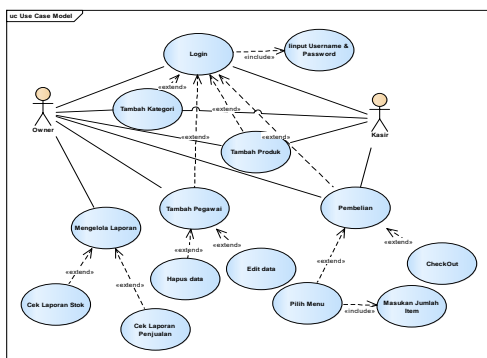 uc Use Case Model
Login
Iinput Username &
Password
«include»
«extend»
Tambah Kategori
«extend»
«extend»
«extend»
Owner
Kasir
Tambah Produk
Tambah Pegawai
Pembelian
Mengelola Laporan
«extend»
«extend»
«extend»
«extend»
Hapus data
Edit data
CheckOut
«extend»
«extend»
Cek Laporan Stok
Pilih Menu
Masukan Jumlah
Item
«include»
Cek Laporan
Penjualan